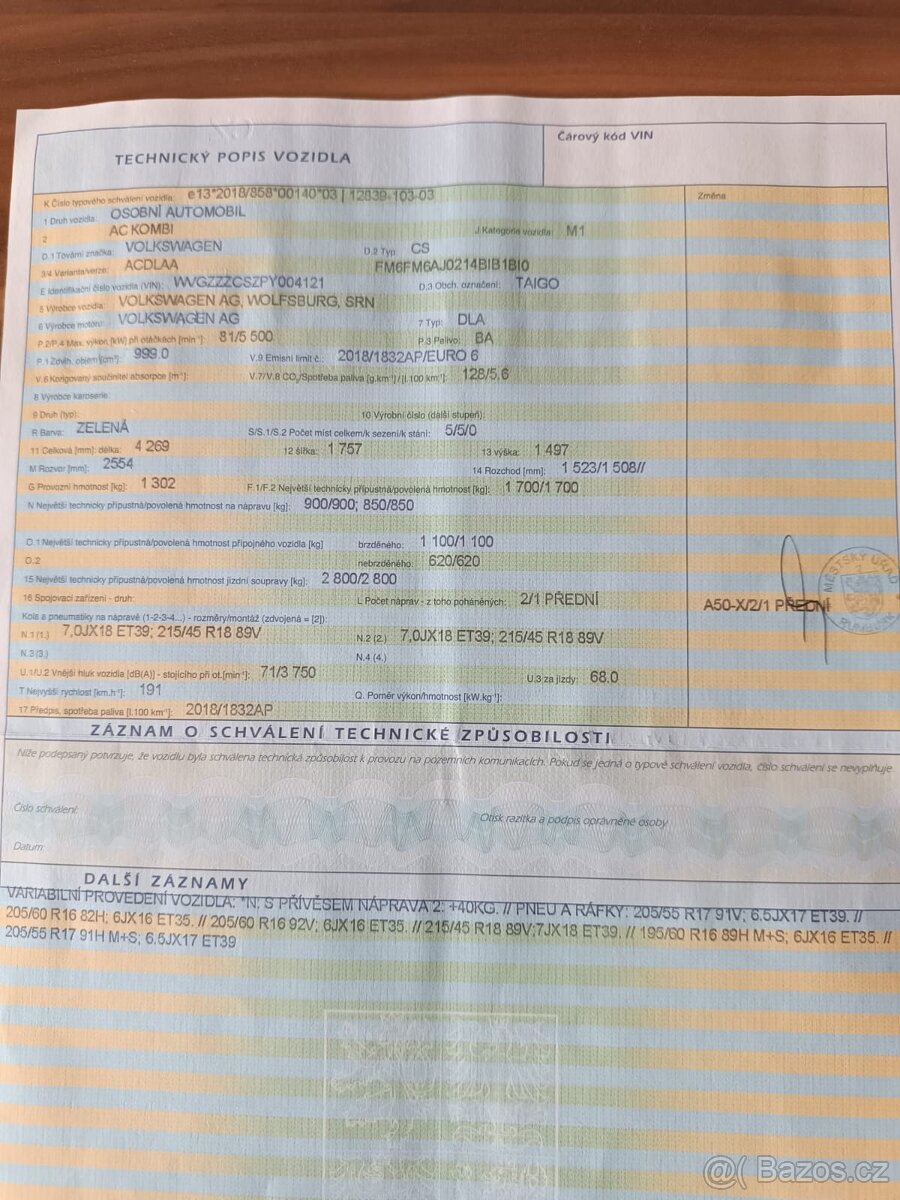 TECHNICKÝ POPIS VOZIDLA
Čárový kód VIN
K Číslo typového schválení vozidla: e13*2018/858*00140*03 | 12839-103-03
Změna
1 Druh vozidla: OSOBNÍ AUTOMOBIL
2 AC KOMBI J Kategorie vozidla: M1
D.1 Tovární značka: VOLKSWAGEN D.2 Typ: CS
3/4 Varianta/verze: ACDLAA FM6FM6AJ0214BIB1BI0
E Identifikační číslo vozidla (VIN): WVGZZZCSZPY004121 D.3 Obch. označení: TAIGO
5 Výrobce vozidla: VOLKSWAGEN AG, WOLFSBURG, SRN
6 Výrobce motoru: VOLKSWAGEN AG 7 Typ: DLA
P.2/P.4 Max. výkon [kW] při otáčkách [min⁻¹]: 81/5 500 P.3 Palivo: BA
P.1 Zdvih. objem [cm³]: 999.0 V.9 Emisní limit č.: 2018/1832AP/EURO 6
V.6 Korigovaný součinitel absorpce [m⁻¹]: V.7/V.8 CO₂/Spotřeba paliva [g.km⁻¹]/[l.100 km⁻¹]: 128/5,6
8 Výrobce karoserie:
9 Druh (typ): 10 Výrobní číslo (další stupeň):
R Barva: ZELENÁ S/S.1/S.2 Počet míst celkem/k sezení/k stání: 5/5/0
11 Celková [mm]: délka: 4 269 12 šířka: 1 757 13 výška: 1 497
M Rozvor [mm]: 2554 14 Rozchod [mm]: 1 523/1 508//
G Provozní hmotnost [kg]: 1 302 F.1/F.2 Největší technicky přípustná/povolená hmotnost [kg]: 1 700/1 700
N Největší technicky přípustná/povolená hmotnost na nápravu [kg]: 900/900; 850/850
O.1 Největší technicky přípustná/povolená hmotnost přípojného vozidla [kg] brzděného: 1 100/1 100
O.2 nebrzděného: 620/620
15 Největší technicky přípustná/povolená hmotnost jízdní soupravy [kg]: 2 800/2 800
16 Spojovací zařízení - druh: L Počet náprav - z toho poháněných: 2/1 PŘEDNÍ
A50-X/2/1 PŘEDNÍ
MĚSTSKÝ ÚŘAD
Kola a pneumatiky na nápravě (1-2-3-4...) - rozměry/montáž (zdvojená = [2]):
N.1 (1.) 7,0JX18 ET39; 215/45 R18 89V N.2 (2.) 7,0JX18 ET39; 215/45 R18 89V
N.3 (3.) N.4 (4.)
U.1/U.2 Vnější hluk vozidla [dB(A)] - stojícího při ot.[min⁻¹]: 71/3 750 U.3 za jízdy: 68.0
T Nejvyšší rychlost [km.h⁻¹]: 191 Q. Poměr výkon/hmotnost [kW.kg⁻¹]:
17 Předpis, spotřeba paliva [l.100 km⁻¹]: 2018/1832AP
ZÁZNAM O SCHVÁLENÍ TECHNICKÉ ZPŮSOBILOSTI
Níže podepsaný potvrzuje, že vozidlu byla schválena technická způsobilost k provozu na pozemních komunikacích. Pokud se jedná o typové schválení vozidla, číslo schválení se nevyplňuje.
Číslo schválení:
Otisk razítka a podpis oprávněné osoby
Datum:
DALŠÍ ZÁZNAMY
VARIABILNÍ PROVEDENÍ VOZIDLA: *N: S PŘÍVĚSEM NÁPRAVA 2: +40KG. // PNEU A RÁFKY: 205/55 R17 91V; 6,5JX17 ET39. //
205/60 R16 82H; 6JX16 ET35. // 205/60 R16 92V; 6JX16 ET35. // 215/45 R18 89V;7JX18 ET39. // 195/60 R16 89H M+S; 6JX16 ET35. //
205/55 R17 91H M+S; 6,5JX17 ET39
@( Bazos.cz